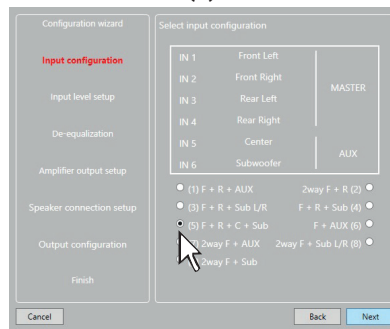 Configuration wizard
Input configuration
Input level setup
De-equalization
Amplifier output setup
Speaker connection setup
Output configuration
Finish
Select input configuration
IN 1 Front Left
IN 2 Front Right
IN 3 Rear Left
IN 4 Rear Right
MASTER
IN 5 Center
IN 6 Subwoofer
AUX
(1) F + R + AUX 2way F + R (2)
(3) F + R + Sub L/R F + R + Sub (4)
(5) F + R + C + Sub F + AUX (6)
2way F + AUX 2way F + Sub L/R (8)
2way F + Sub
Cancel Back Next